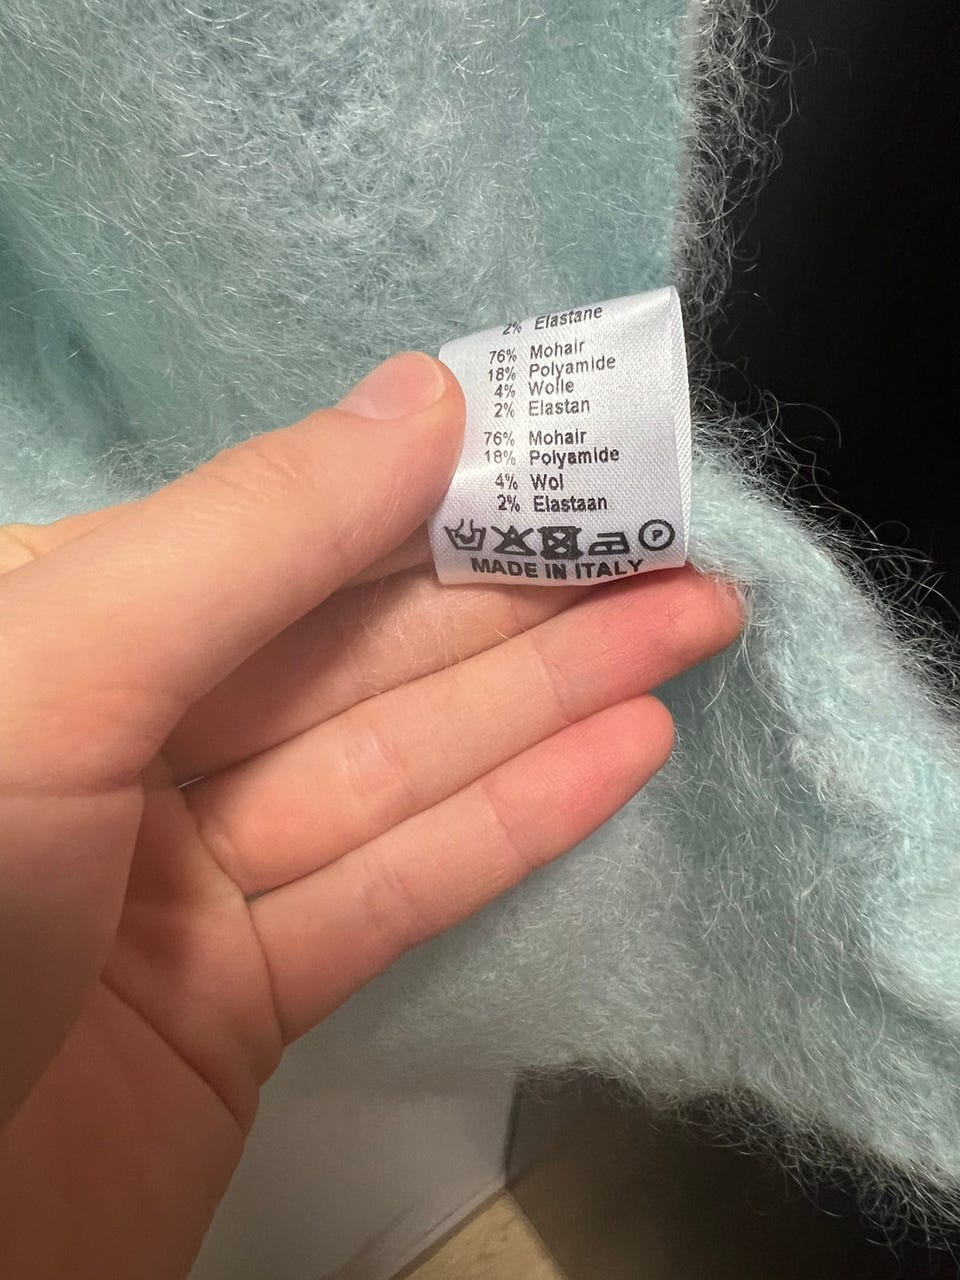 2% Elastane
76% Mohair
18% Polyamide
4% Wolle
2% Elastan
76% Mohair
18% Polyamide
4% Wol
2% Elastaan
P
MADE IN ITALY